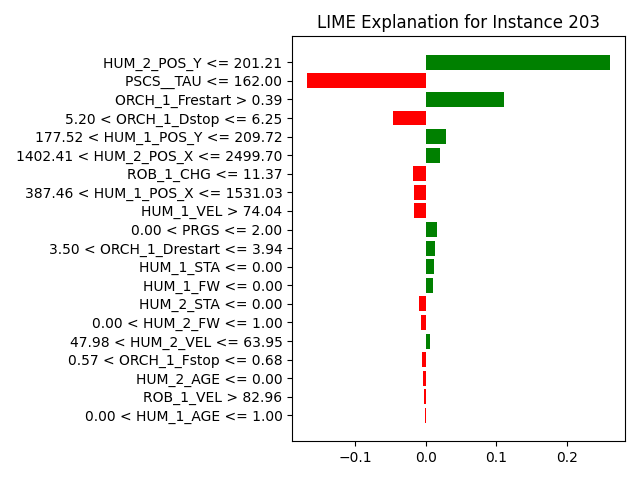 LIME Explanation for Instance 203
HUM_2_POS_Y <= 201.21
PSCS__TAU <= 162.00
ORCH_1_Frestart > 0.39
5.20 < ORCH_1_Dstop <= 6.25
177.52 < HUM_1_POS_Y <= 209.72
1402.41 < HUM_2_POS_X <= 2499.70
ROB_1_CHG <= 11.37
387.46 < HUM_1_POS_X <= 1531.03
HUM_1_VEL > 74.04
0.00 < PRGS <= 2.00
3.50 < ORCH_1_Drestart <= 3.94
HUM_1_STA <= 0.00
HUM_1_FW <= 0.00
HUM_2_STA <= 0.00
0.00 < HUM_2_FW <= 1.00
47.98 < HUM_2_VEL <= 63.95
0.57 < ORCH_1_Fstop <= 0.68
HUM_2_AGE <= 0.00
ROB_1_VEL > 82.96
0.00 < HUM_1_AGE <= 1.00
−0.1 0.0 0.1 0.2